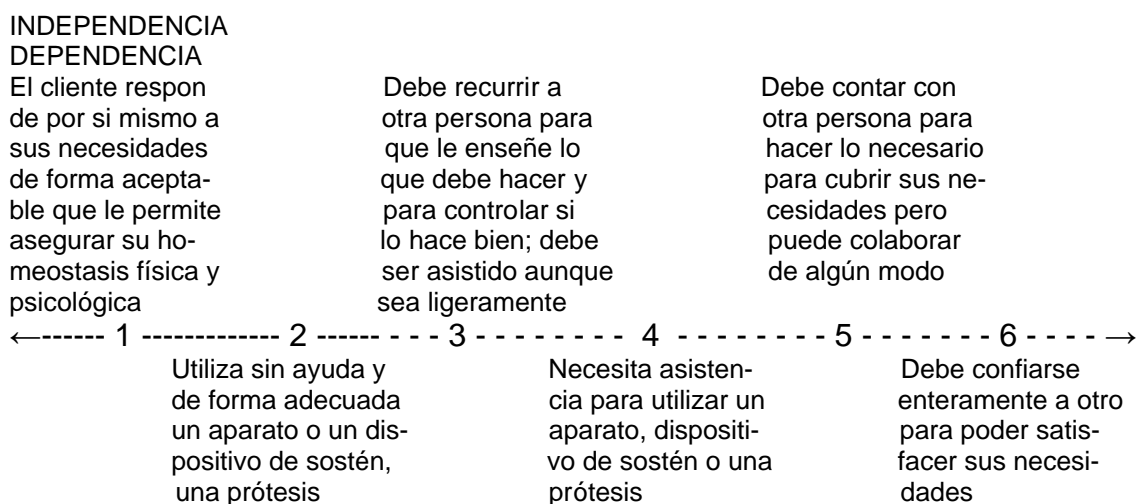 INDEPENDENCIA
DEPENDENCIA
El cliente respon
de por si mismo a
sus necesidades
de forma acepta-
ble que le permite
asegurar su ho-
meostasis física y
psicológica
Debe recurrir a
otra persona para
que le enseñe lo
que debe hacer y
para controlar si
lo hace bien; debe
ser asistido aunque
sea ligeramente
Debe contar con
otra persona para
hacer lo necesario
para cubrir sus ne-
cesidades pero
puede colaborar
de algún modo
←------ 1 ------------- 2 ------ - - - 3 - - - - - - - - 4 - - - - - - - - 5 - - - - - - - 6 - - - - →
Utiliza sin ayuda y
de forma adecuada
un aparato o un dis-
positivo de sostén,
una prótesis
Necesita asisten-
cia para utilizar un
aparato, dispositi-
vo de sostén o una
prótesis
Debe confiarse
enteramente a otro
para poder satis-
facer sus necesi-
dades